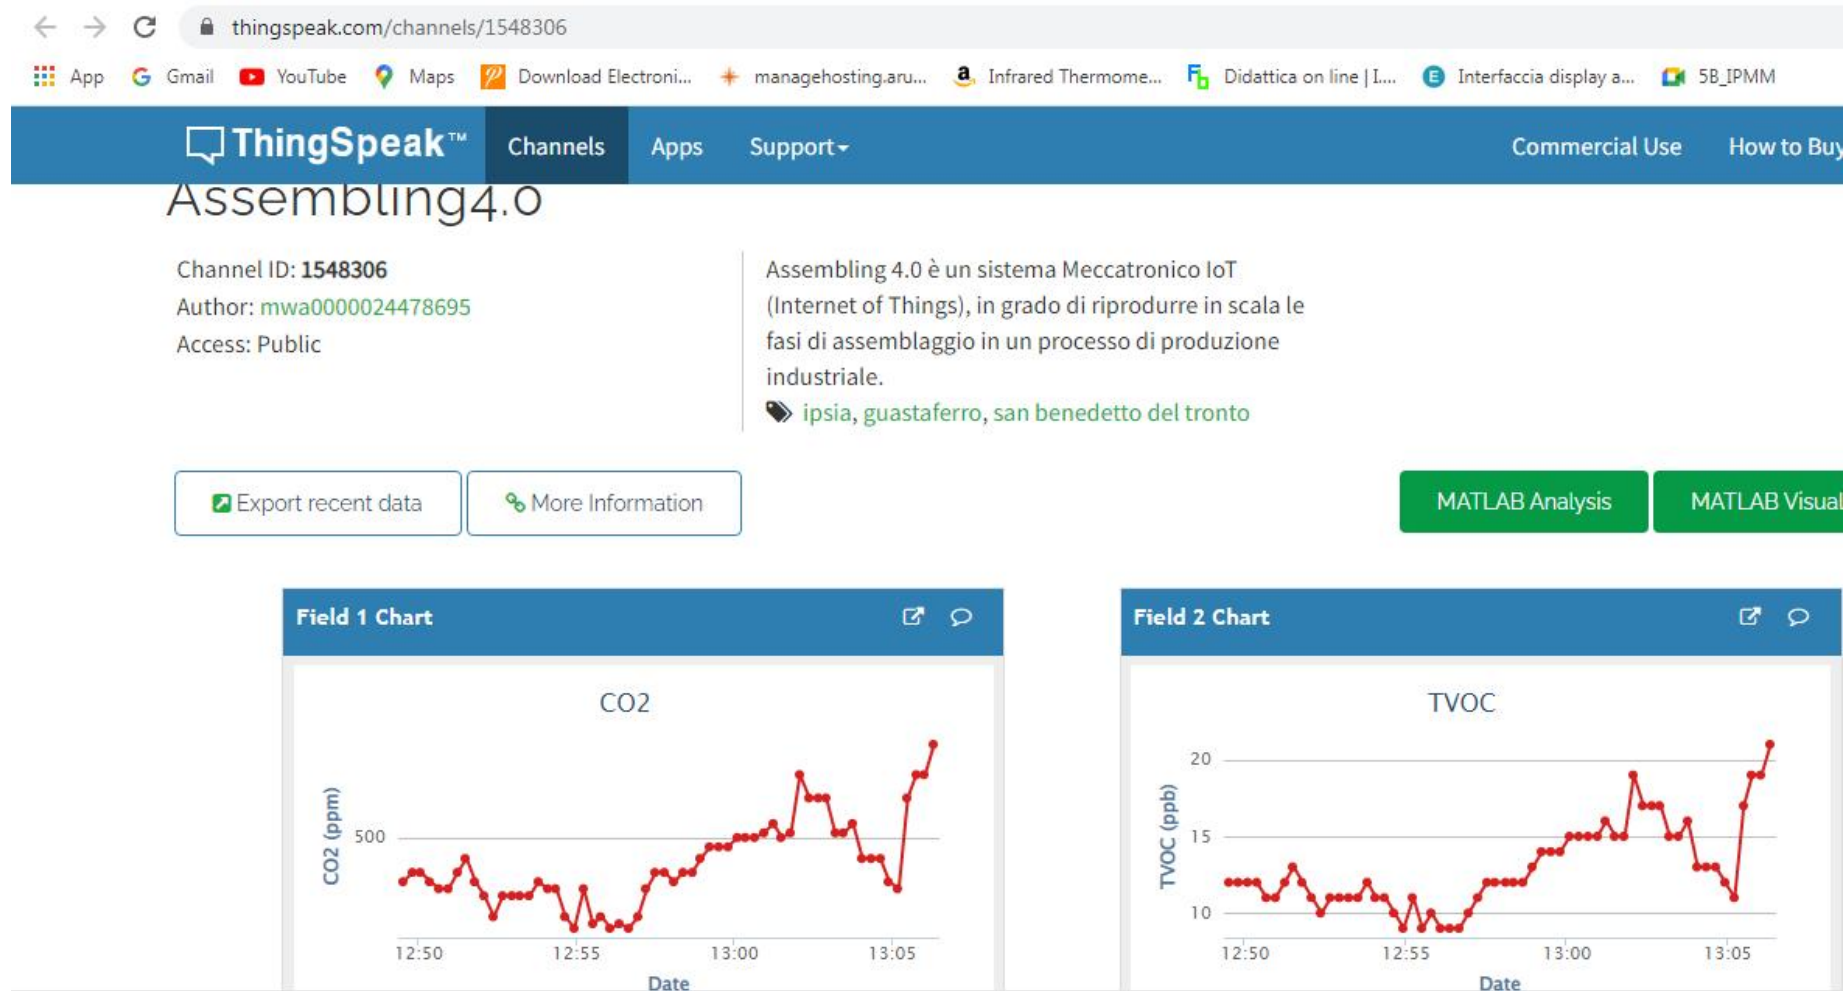 thingspeak.com/channels/1548306
App Gmail YouTube Maps Download Electroni... managehosting.aru... Infrared Thermome... Didattica on line | I.... Interfaccia display a... 5B_IPMM
ThingSpeak™ Channels Apps Support Commercial Use How to Buy
Assembling4.0
Channel ID: 1548306
Author: mwa0000024478695
Access: Public
Assembling 4.0 è un sistema Meccatronico IoT
(Internet of Things), in grado di riprodurre in scala le
fasi di assemblaggio in un processo di produzione
industriale.
ipsia, guastaferro, san benedetto del tronto
Export recent data More Information MATLAB Analysis MATLAB Visual
Field 1 Chart
CO2
CO2 (ppm)
500
12:50 12:55 13:00 13:05
Date
Field 2 Chart
TVOC
TVOC (ppb)
20
15
10
12:50 12:55 13:00 13:05
Date